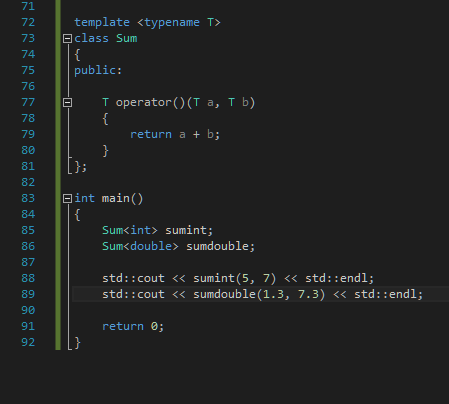 71
72 template <typename T>
73 class Sum
74 {
75 public:
76
77     T operator()(T a, T b)
78     {
79         return a + b;
80     }
81 };
82
83 int main()
84 {
85     Sum<int> sumint;
86     Sum<double> sumdouble;
87
88     std::cout << sumint(5, 7) << std::endl;
89     std::cout << sumdouble(1.3, 7.3) << std::endl;
90
91     return 0;
92 }